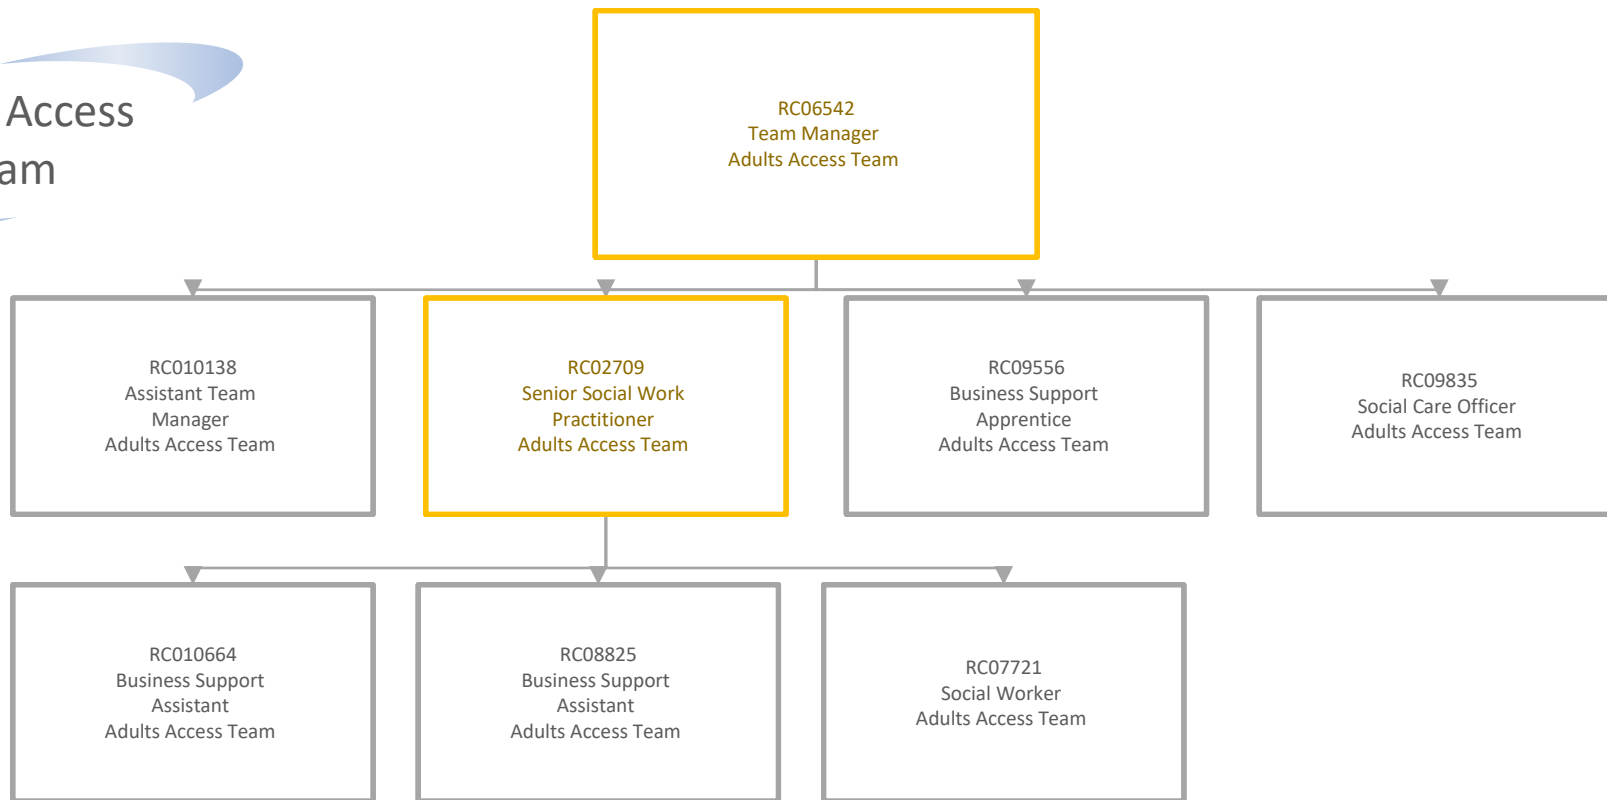 Access
am
RC06542
Team Manager
Adults Access Team
RC010138
Assistant Team
Manager
Adults Access Team
RC02709
Senior Social Work
Practitioner
Adults Access Team
RC09556
Business Support
Apprentice
Adults Access Team
RC09835
Social Care Officer
Adults Access Team
RC010664
Business Support
Assistant
Adults Access Team
RC08825
Business Support
Assistant
Adults Access Team
RC07721
Social Worker
Adults Access Team